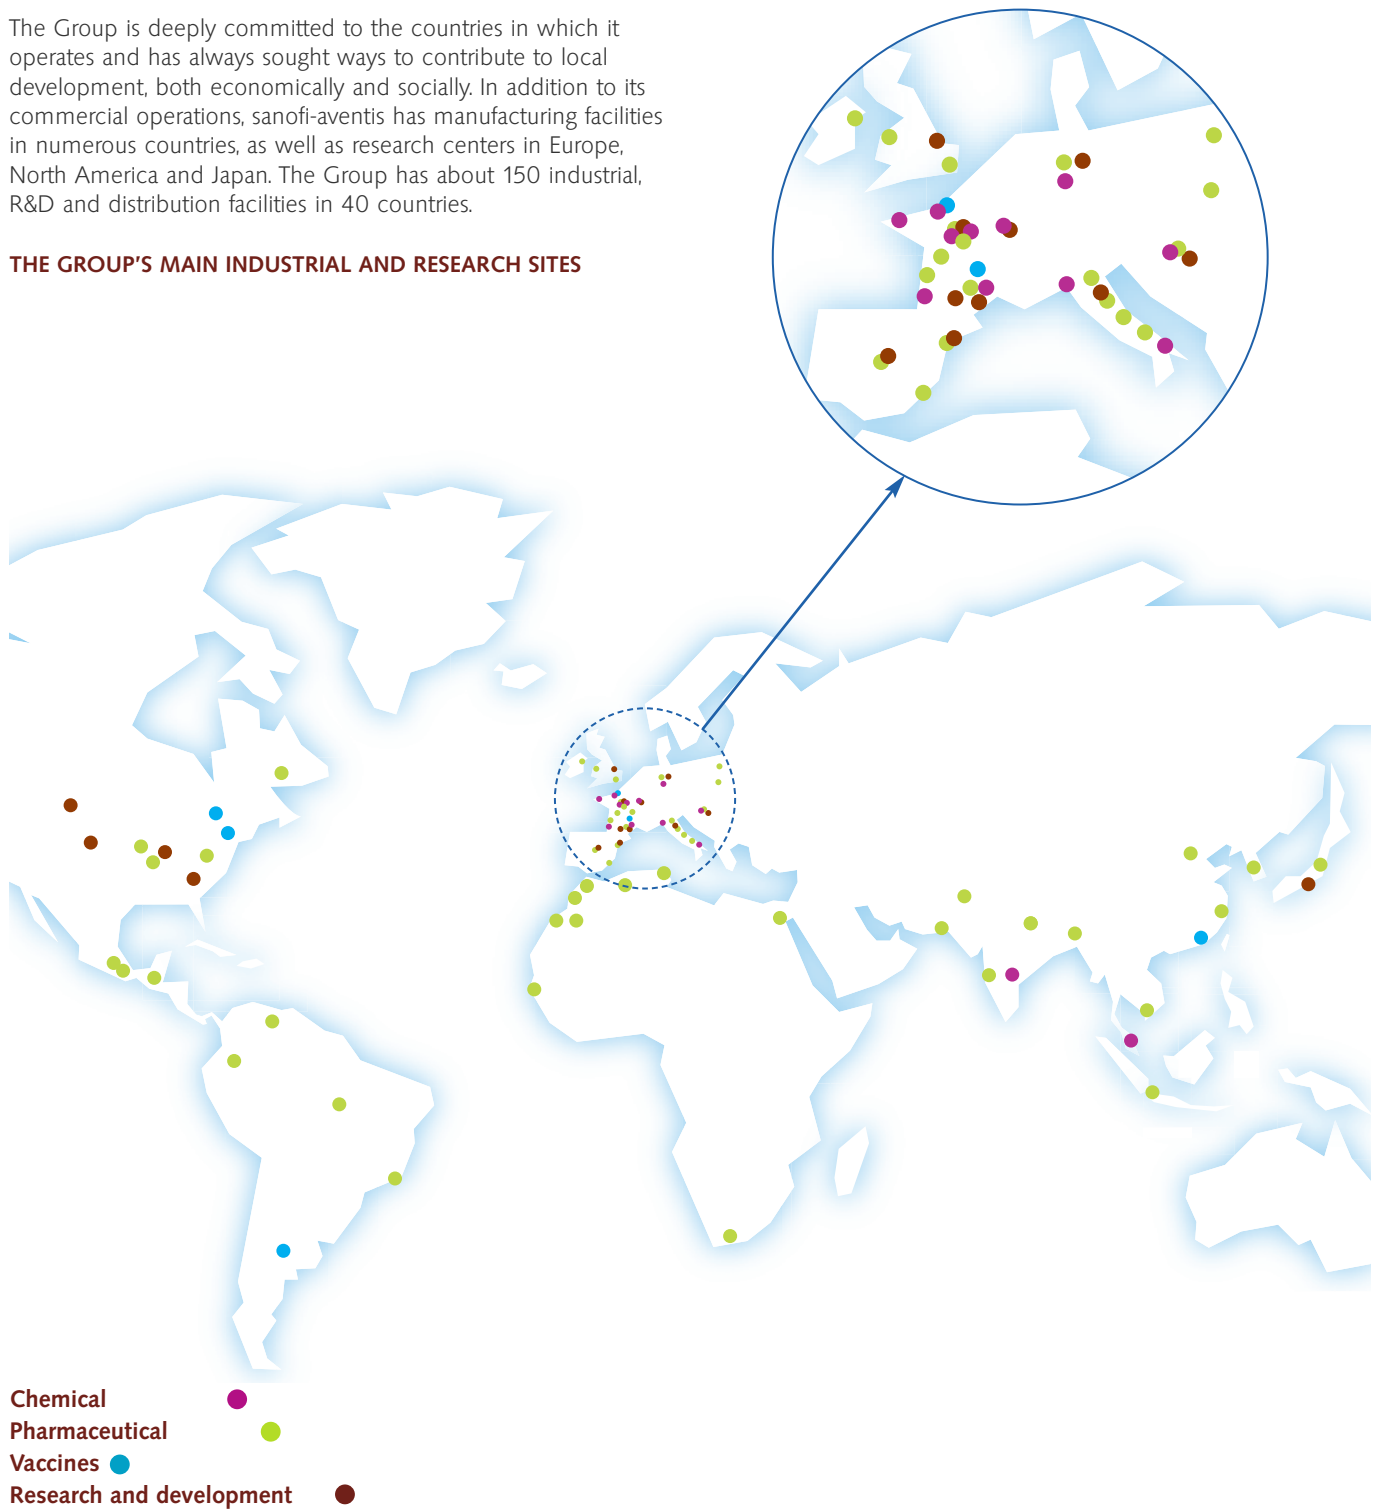 The Group is deeply committed to the countries in which it
operates and has always sought ways to contribute to local
development, both economically and socially. In addition to its
commercial operations, sanofi-aventis has manufacturing facilities
in numerous countries, as well as research centers in Europe,
North America and Japan. The Group has about 150 industrial,
R&D and distribution facilities in 40 countries.
THE GROUP'S MAIN INDUSTRIAL AND RESEARCH SITES
Chemical
Pharmaceutical
Vaccines
Research and development